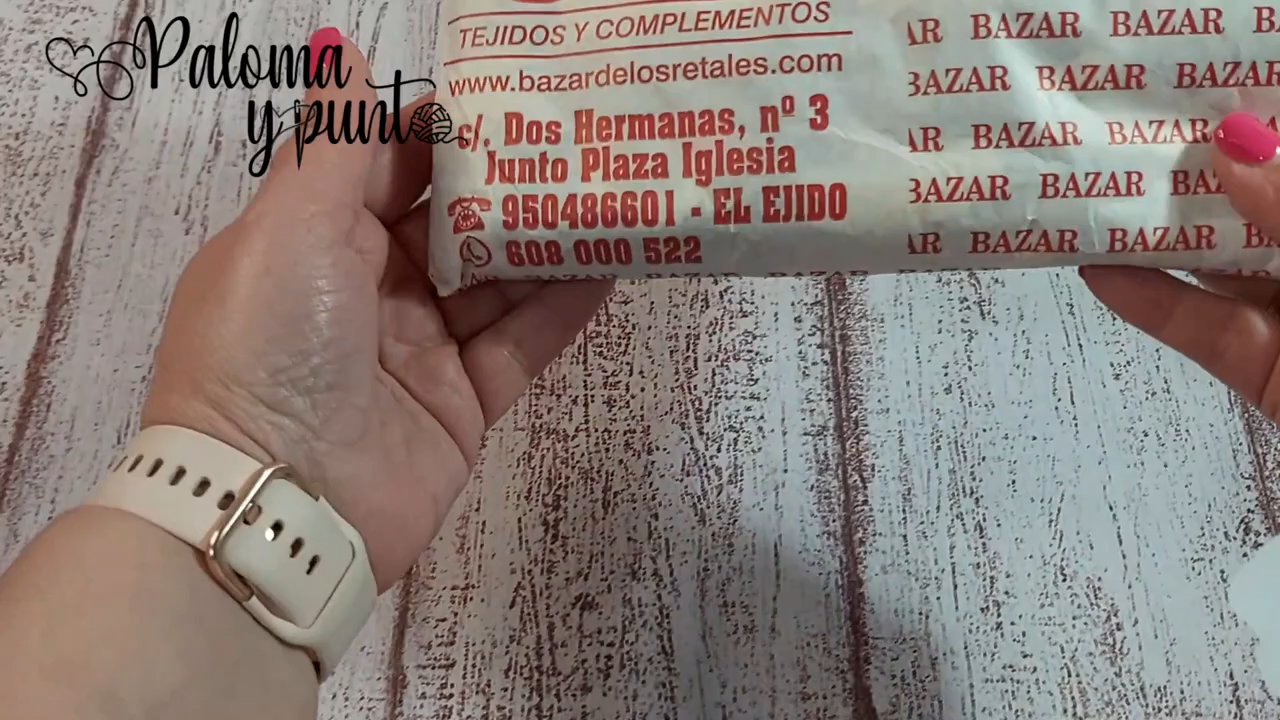 Paloma
y punto
TEJIDOS Y COMPLEMENTOS
www.bazardelosretales.com
c/. Dos Hermanas, nº 3
Junto Plaza Iglesia
950486601 - EL EJIDO
608 000 522
BAZAR BAZAR
BAZAR BAZAR BAZAR
BAZAR BAZAR
BAZAR BAZAR
BAZAR BAZAR